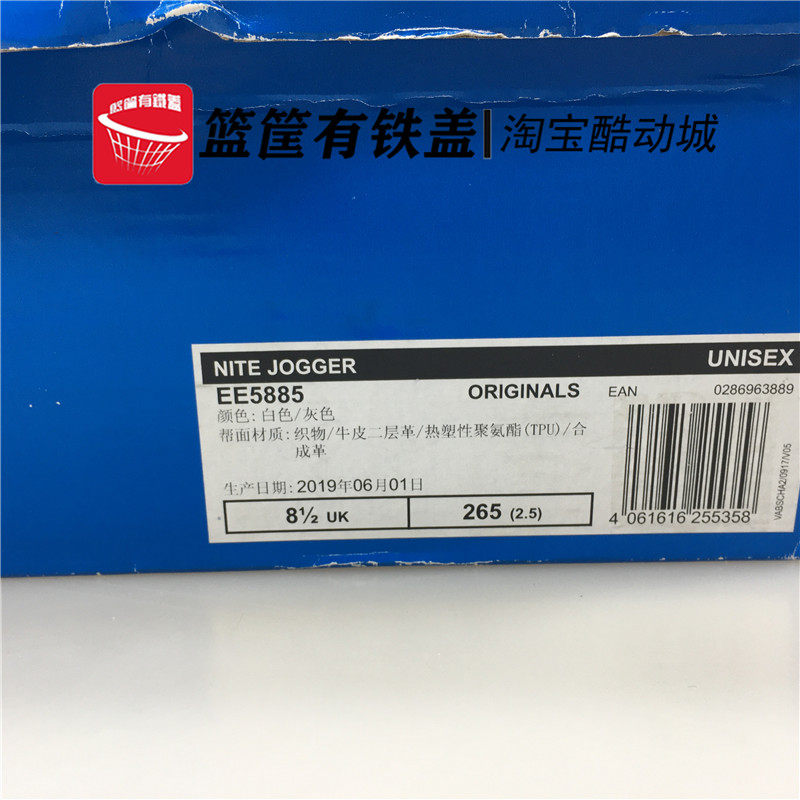 篮筐有铁盖
篮筐有铁盖|淘宝酷动城
NITE JOGGER
UNISEX
EE5885
ORIGINALS
EAN
0286963889
颜色: 白色/灰色
帮面材质: 织物/牛皮二层革/热塑性聚氨酯(TPU)/合
成革
生产日期: 2019年06月01日
8½ UK
265 (2.5)
4 061616 255358
VABSCHA2/0917/V05